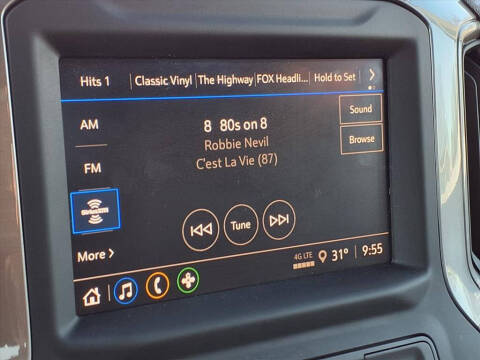 Hits 1 Classic Vinyl The Highway FOX Headli... Hold to Set
AM
8 80s on 8
Sound
Robbie Nevil
Browse
C'est La Vie (87)
FM
SiriusXM
Tune
More
4G LTE
31° 9:55